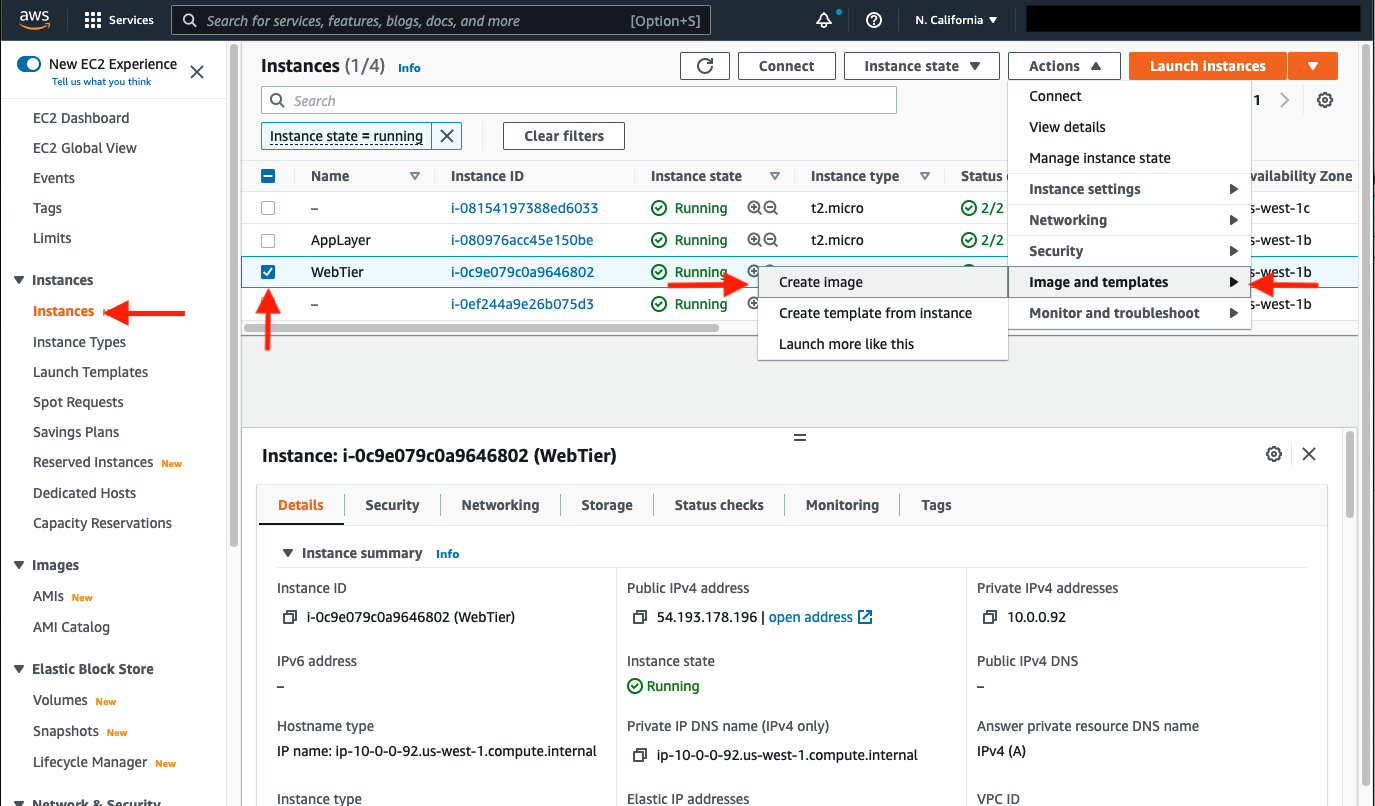 aws
Services
Search for services, features, blogs, docs, and more
[Option+S]
N. California
New EC2 Experience
Tell us what you think
EC2 Dashboard
EC2 Global View
Events
Tags
Limits
Instances
Instances
Instance Types
Launch Templates
Spot Requests
Savings Plans
Reserved Instances New
Dedicated Hosts
Capacity Reservations
Images
AMIs New
AMI Catalog
Elastic Block Store
Volumes New
Snapshots New
Lifecycle Manager New
Network & Security
Instances (1/4) Info
Connect
Instance state
Actions
Launch instances
Search
1
Instance state = running
Clear filters
Name Instance ID Instance state Instance type Status
– i-08154197388ed6033 Running t2.micro 2/2 s-west-1c
AppLayer i-080976acc45e150be Running t2.micro 2/2 s-west-1b
WebTier i-0c9e079c0a9646802 Running s-west-1b
– i-0ef244a9e26b075d3 Running s-west-1b
vailability Zone
Connect
View details
Manage instance state
Instance settings
Networking
Security
Image and templates
Monitor and troubleshoot
Create image
Create template from instance
Launch more like this
Instance: i-0c9e079c0a9646802 (WebTier)
Details Security Networking Storage Status checks Monitoring Tags
Instance summary Info
Instance ID
i-0c9e079c0a9646802 (WebTier)
Public IPv4 address
54.193.178.196 | open address
Private IPv4 addresses
10.0.0.92
IPv6 address
–
Instance state
Running
Public IPv4 DNS
–
Hostname type
IP name: ip-10-0-0-92.us-west-1.compute.internal
Private IP DNS name (IPv4 only)
ip-10-0-0-92.us-west-1.compute.internal
Answer private resource DNS name
IPv4 (A)
Instance type
Elastic IP addresses
VPC ID